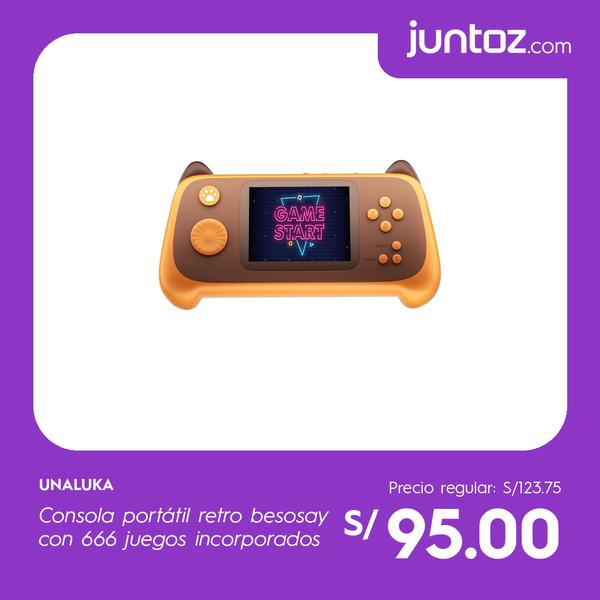 juntoz.com
GAME
START
UNALUKA
Consola portátil retro besosay
con 666 juegos incorporados
Precio regular: S/123.75
S/ 95.00